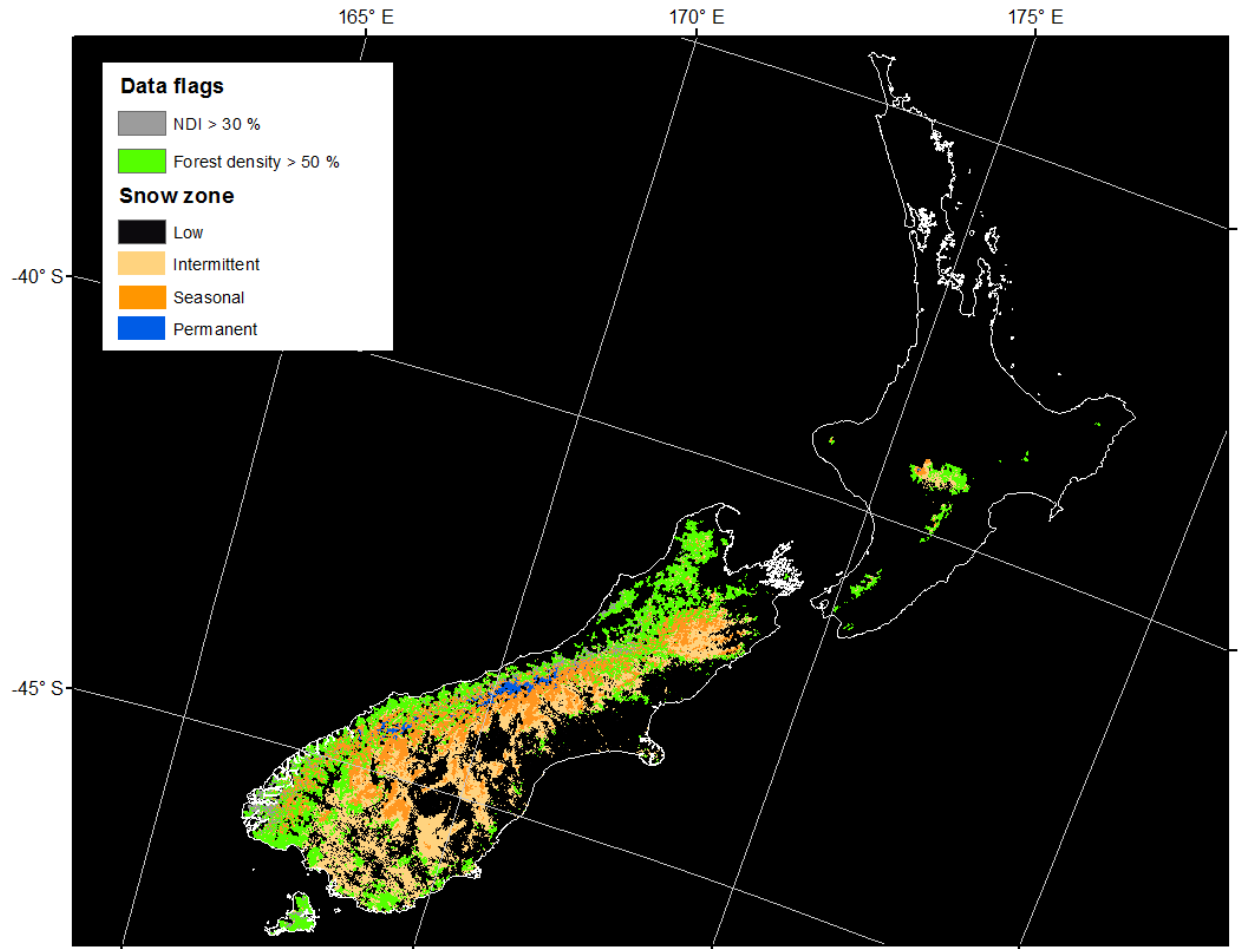 165° E
170° E
175° E
Data flags
NDI > 30 %
Forest density > 50 %
Snow zone
Low
Intermittent
Seasonal
Permanent
-40° S
-45° S